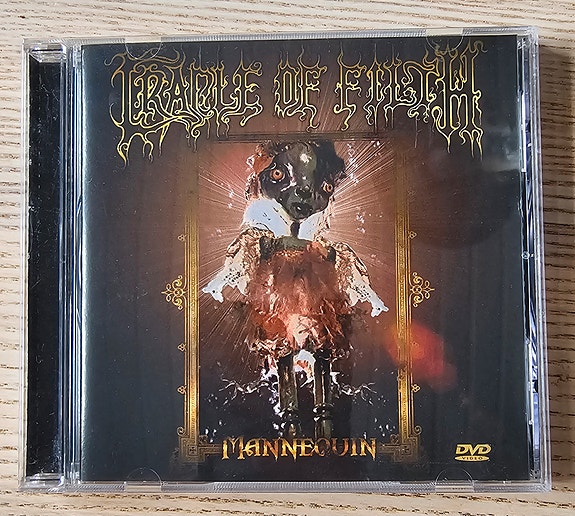 CRADLE OF FILTH
MANNEQUIN
DVD
VIDEO